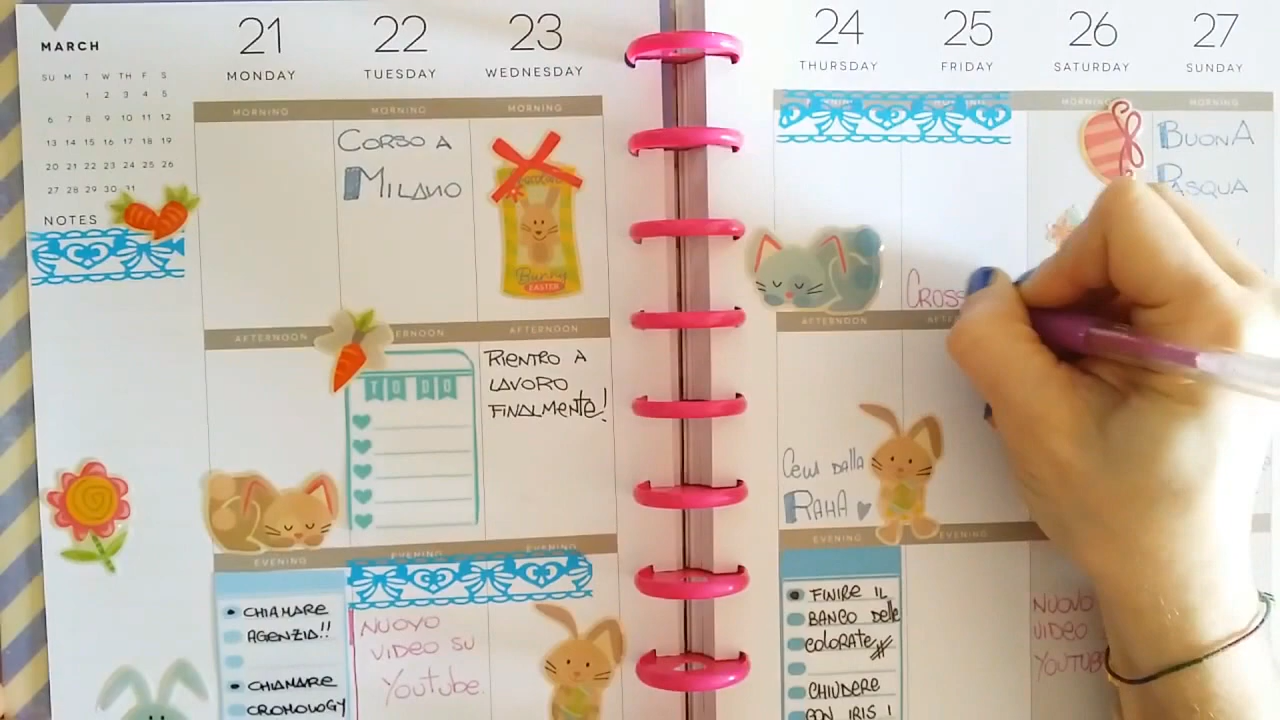 MARCH
SU M T W TH F S
1 2 3 4 5
6 7 8 9 10 11 12
13 14 15 16 17 18 19
20 21 22 23 24 25 26
27 28 29 30 31
NOTES
21
MONDAY
22
TUESDAY
23
WEDNESDAY
MORNING
MORNING
MORNING
CORSO A
MILANO
Bunny
EASTER
AFTERNOON
AFTERNOON
TO DO
RIENTRO A
LAVORO
FINALMENTE!
EVENING
EVENING
EVENING
CHIAMARE
AGENZIA!!
CHIAMARE
CROMOLOGY
NUOVO
VIDEO SU
Youtube.
24
THURSDAY
25
FRIDAY
26
SATURDAY
27
SUNDAY
MORNING
MORNING
MORNING
MORNING
BUONA
PASQUA
CROSS
AFTERNOON
Cena dalla
RAHA
EVENING
EVENING
FINIRE IL
BANCO delle
colorate
CHIUDERE
CON IRIS !
NUOVO
VIDEO
YOUTUB